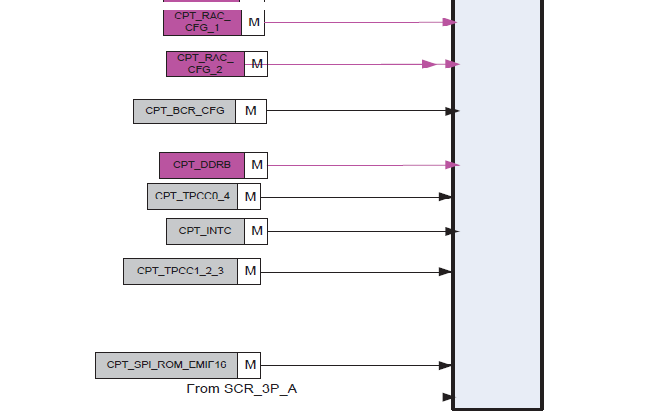 CPT_RAC_
CFG_1
M
CPT_RAC_
CFG_2
M
CPT_BCR_CFG
M
CPT_DDRB
M
CPT_TPCC0_4
M
CPT_INTC
M
CPT_TPCC1_2_3
M
CPT_SPI_ROM_EMIF16
M
From SCR_3P_A